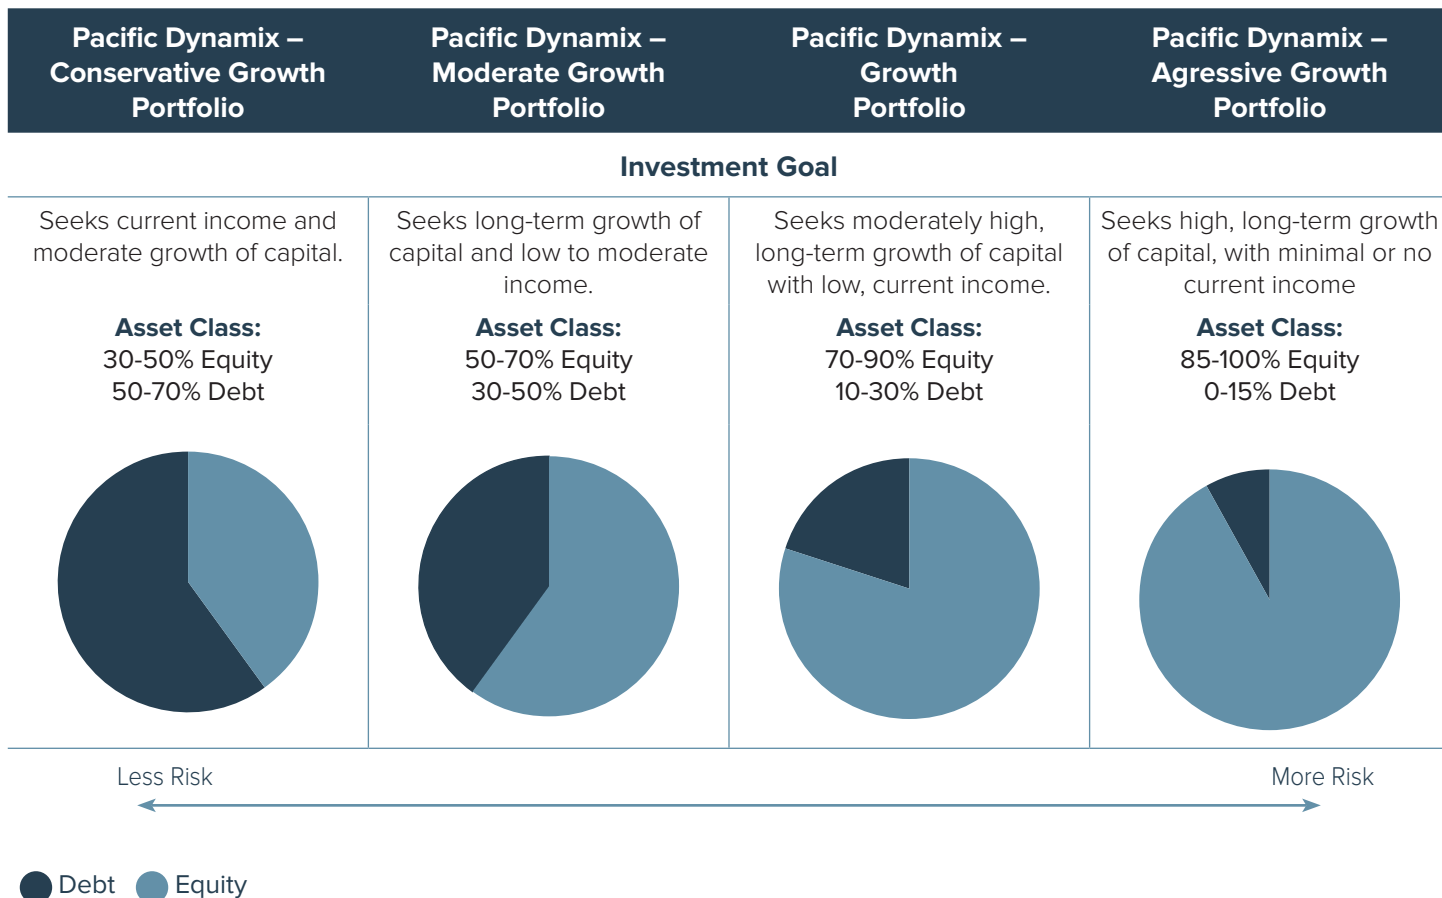 Pacific Dynamix –
Conservative Growth
Portfolio
Pacific Dynamix –
Moderate Growth
Portfolio
Pacific Dynamix –
Growth
Portfolio
Pacific Dynamix –
Agressive Growth
Portfolio
Investment Goal
Seeks current income and
moderate growth of capital.
Asset Class:
30-50% Equity
50-70% Debt
Seeks long-term growth of
capital and low to moderate
income.
Asset Class:
50-70% Equity
30-50% Debt
Seeks moderately high,
long-term growth of capital
with low, current income.
Asset Class:
70-90% Equity
10-30% Debt
Seeks high, long-term growth
of capital, with minimal or no
current income
Asset Class:
85-100% Equity
0-15% Debt
Less Risk
More Risk
Debt
Equity